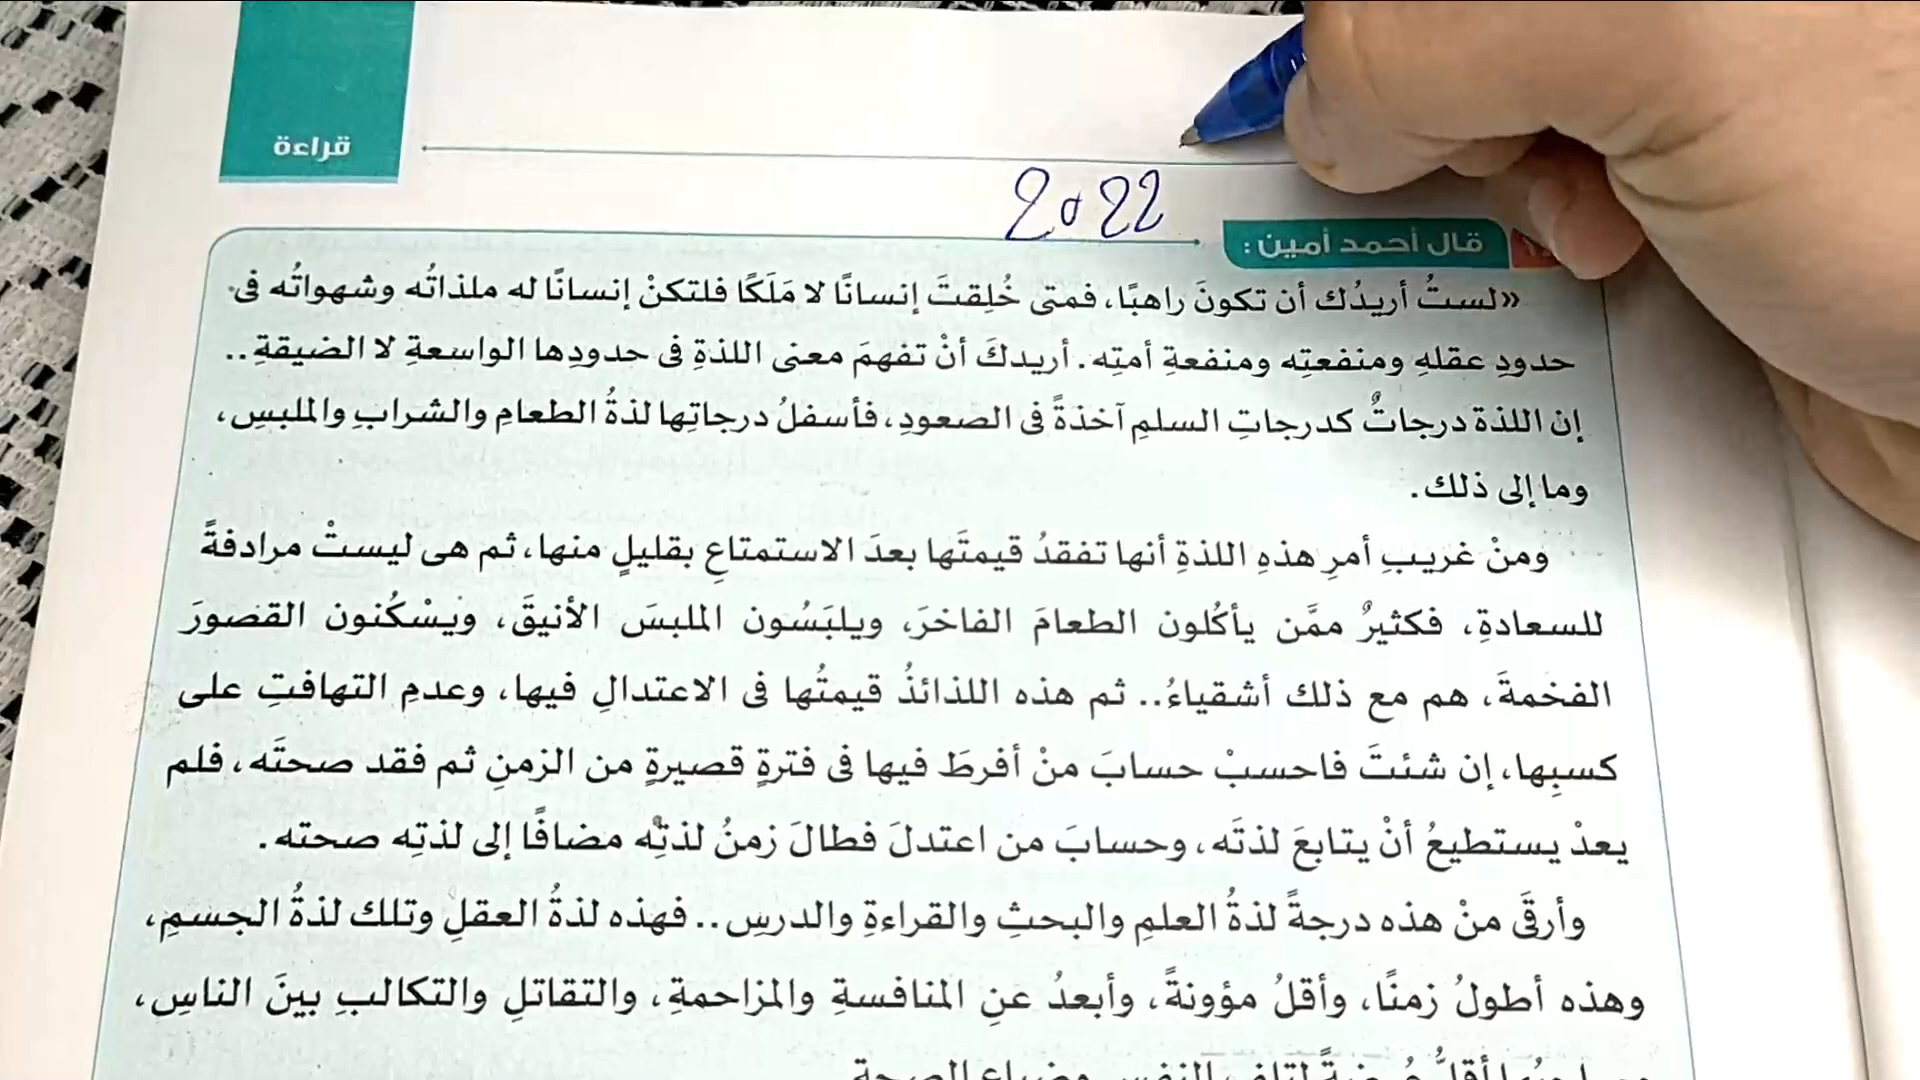 قراءة
2022
قال أحمد أمين :
«لستُ أريدُك أن تكونَ راهبًا، فمتى خُلِقتَ إنسانًا لا مَلَكًا فلتكنْ إنسانًا له ملذاتُه وشهواتُه فى
حدودِ عقلهِ ومنفعتِه ومنفعةِ أمتِه. أريدكَ أنْ تفهمَ معنى اللذةِ فى حدودِها الواسعةِ لا الضيقةِ..
إن اللذة درجاتٌ كدرجاتِ السلمِ آخذةً فى الصعودِ، فأسفلُ درجاتِها لذةُ الطعامِ والشرابِ والملبسِ،
وما إلى ذلك.
ومنْ غريبِ أمرِ هذهِ اللذةِ أنها تفقدُ قيمتَها بعدَ الاستمتاعِ بقليلٍ منها، ثم هى ليستْ مرادفةً
للسعادةِ، فكثيرٌ ممَّن يأكُلون الطعامَ الفاخرَ، ويلبَسُون الملبسَ الأنيقَ، ويسْكُنون القصورَ
الفخمةَ، هم مع ذلك أشقياءُ.. ثم هذه اللذائذُ قيمتُها فى الاعتدالِ فيها، وعدمِ التهافتِ على
كسبِها، إن شئتَ فاحسبْ حسابَ منْ أفرطَ فيها فى فترةٍ قصيرةٍ من الزمنِ ثم فقد صحتَه، فلم
يعدْ يستطيعُ أنْ يتابعَ لذتَه، وحسابَ من اعتدلَ فطالَ زمنُ لذتِه مضافًا إلى لذتِه صحته.
وأرقَى منْ هذه درجةً لذةُ العلمِ والبحثِ والقراءةِ والدرسِ.. فهذه لذةُ العقلِ وتلك لذةُ الجسمِ،
وهذه أطولُ زمنًا، وأقلُ مؤونةً، وأبعدُ عنِ المنافسةِ والمزاحمةِ، والتقاتلِ والتكالبِ بينَ الناسِ،